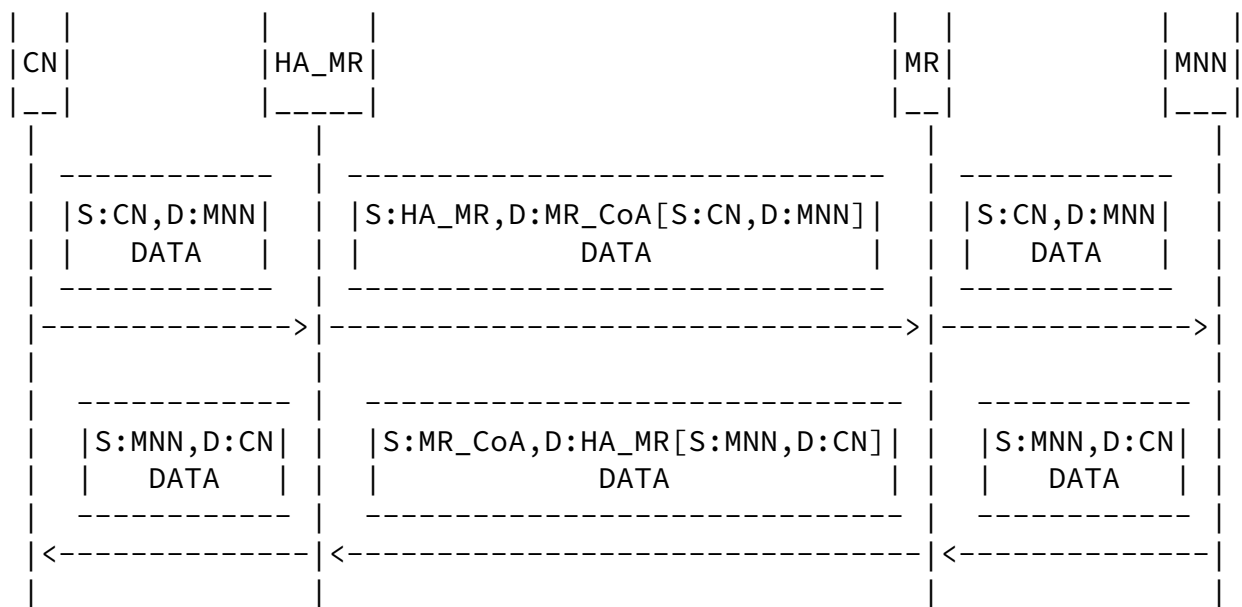 CN HA_MR MR MNN
S:CN,D:MNN S:HA_MR,D:MR_CoA[S:CN,D:MNN] S:CN,D:MNN
DATA DATA DATA
S:MNN,D:CN S:MR_CoA,D:HA_MR[S:MNN,D:CN] S:MNN,D:CN
DATA DATA DATA